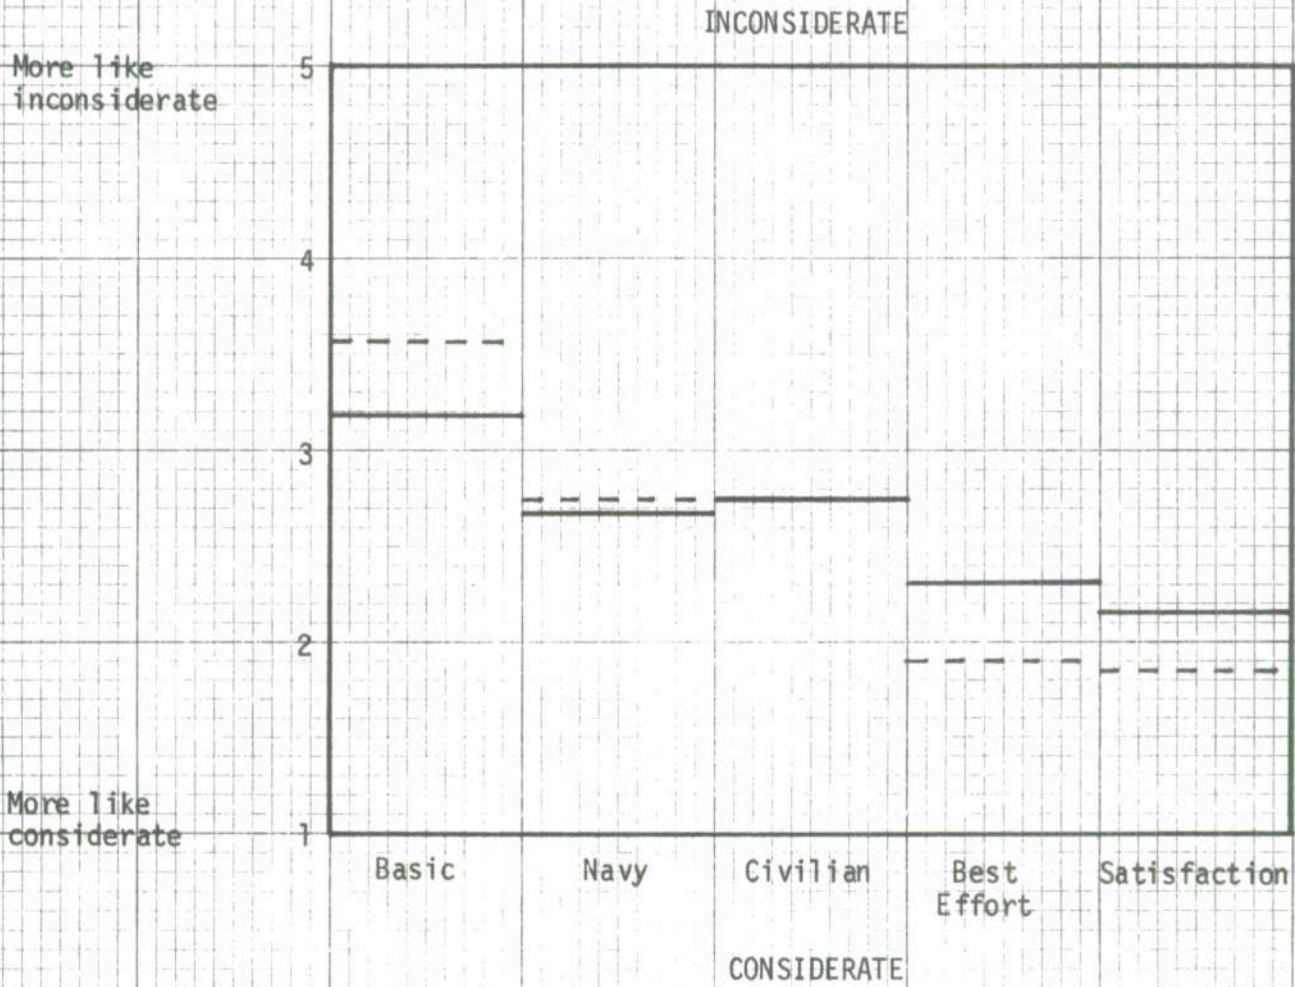 INCONSIDERATE
More like
inconsiderate
5
4
3
2
More like
considerate
1
Basic
Navy
Civilian
Best
Effort
Satisfaction
CONSIDERATE